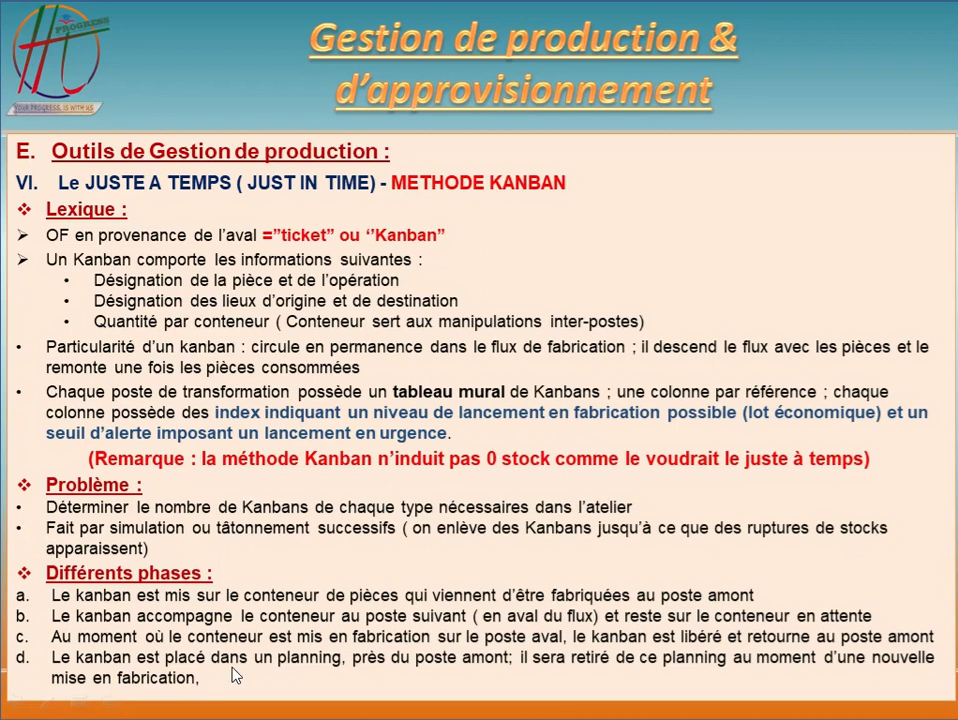 PROGRESS
YOUR PROGRESS, IS WITH US
Gestion de production &
d’approvisionnement
E. Outils de Gestion de production :
VI. Le JUSTE A TEMPS ( JUST IN TIME) - METHODE KANBAN
❖ Lexique :
➢ OF en provenance de l’aval =”ticket” ou ‘’Kanban”
➢ Un Kanban comporte les informations suivantes :
• Désignation de la pièce et de l’opération
• Désignation des lieux d’origine et de destination
• Quantité par conteneur ( Conteneur sert aux manipulations inter-postes)
• Particularité d’un kanban : circule en permanence dans le flux de fabrication ; il descend le flux avec les pièces et le
remonte une fois les pièces consommées
• Chaque poste de transformation possède un tableau mural de Kanbans ; une colonne par référence ; chaque
colonne possède des index indiquant un niveau de lancement en fabrication possible (lot économique) et un
seuil d’alerte imposant un lancement en urgence.
(Remarque : la méthode Kanban n’induit pas 0 stock comme le voudrait le juste à temps)
❖ Problème :
• Déterminer le nombre de Kanbans de chaque type nécessaires dans l’atelier
• Fait par simulation ou tâtonnement successifs ( on enlève des Kanbans jusqu’à ce que des ruptures de stocks
apparaissent)
❖ Différents phases :
a. Le kanban est mis sur le conteneur de pièces qui viennent d’être fabriquées au poste amont
b. Le kanban accompagne le conteneur au poste suivant ( en aval du flux) et reste sur le conteneur en attente
c. Au moment où le conteneur est mis en fabrication sur le poste aval, le kanban est libéré et retourne au poste amont
d. Le kanban est placé dans un planning, près du poste amont; il sera retiré de ce planning au moment d’une nouvelle
mise en fabrication,